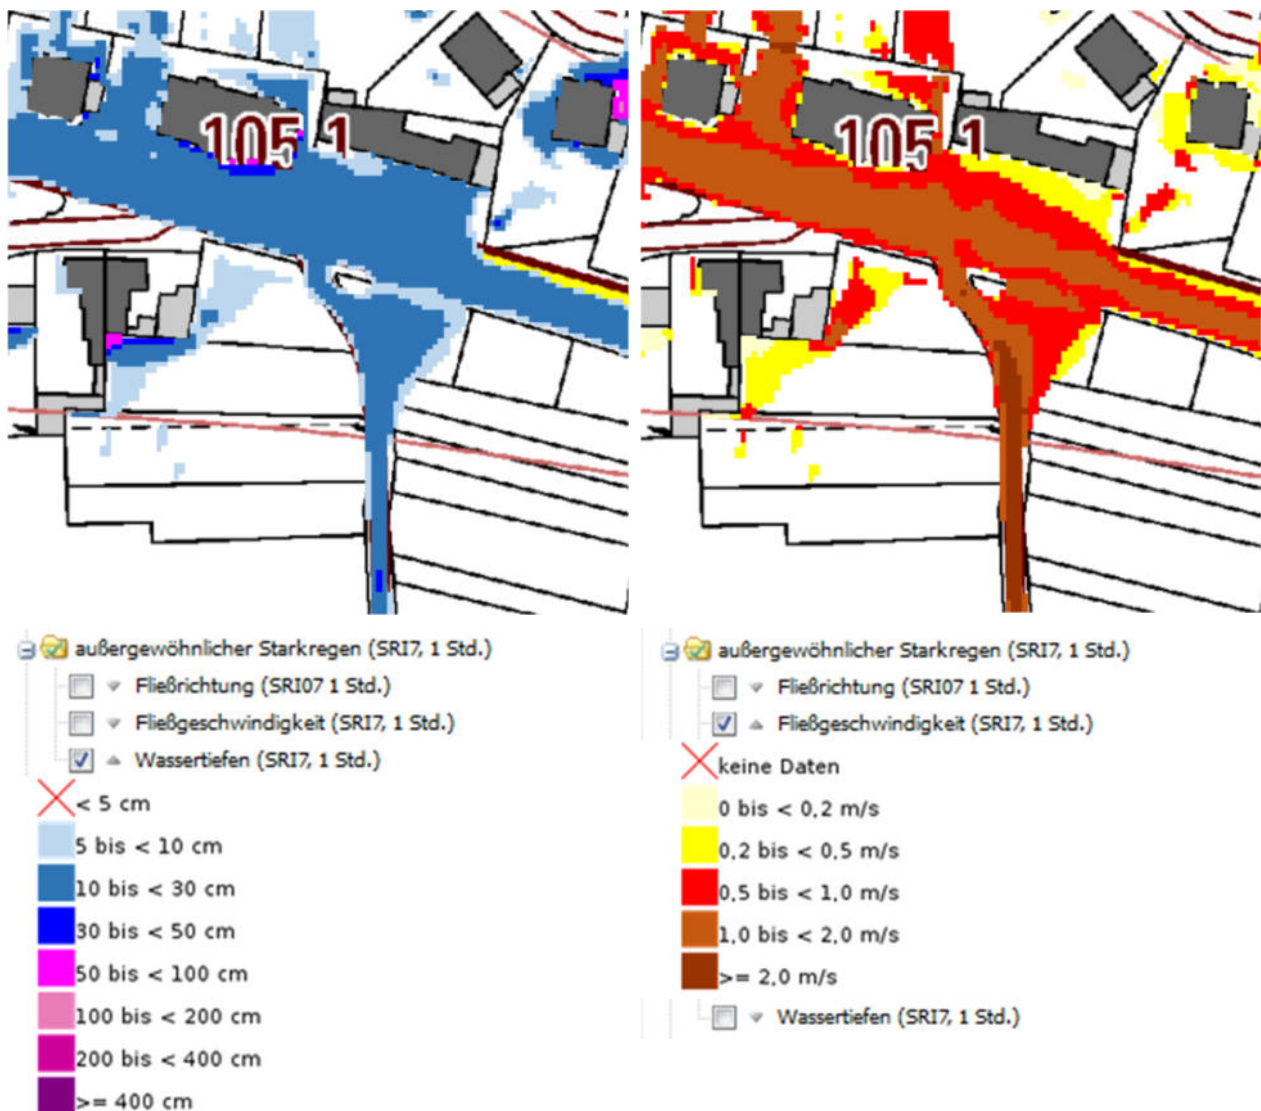 105 1
105 1
außergewöhnlicher Starkregen (SRI7, 1 Std.)
Fließrichtung (SRI07 1 Std.)
Fließgeschwindigkeit (SRI7, 1 Std.)
Wassertiefen (SRI7, 1 Std.)
< 5 cm
5 bis < 10 cm
10 bis < 30 cm
30 bis < 50 cm
50 bis < 100 cm
100 bis < 200 cm
200 bis < 400 cm
>= 400 cm
außergewöhnlicher Starkregen (SRI7, 1 Std.)
Fließrichtung (SRI07 1 Std.)
Fließgeschwindigkeit (SRI7, 1 Std.)
keine Daten
0 bis < 0,2 m/s
0,2 bis < 0,5 m/s
0,5 bis < 1,0 m/s
1,0 bis < 2,0 m/s
>= 2,0 m/s
Wassertiefen (SRI7, 1 Std.)